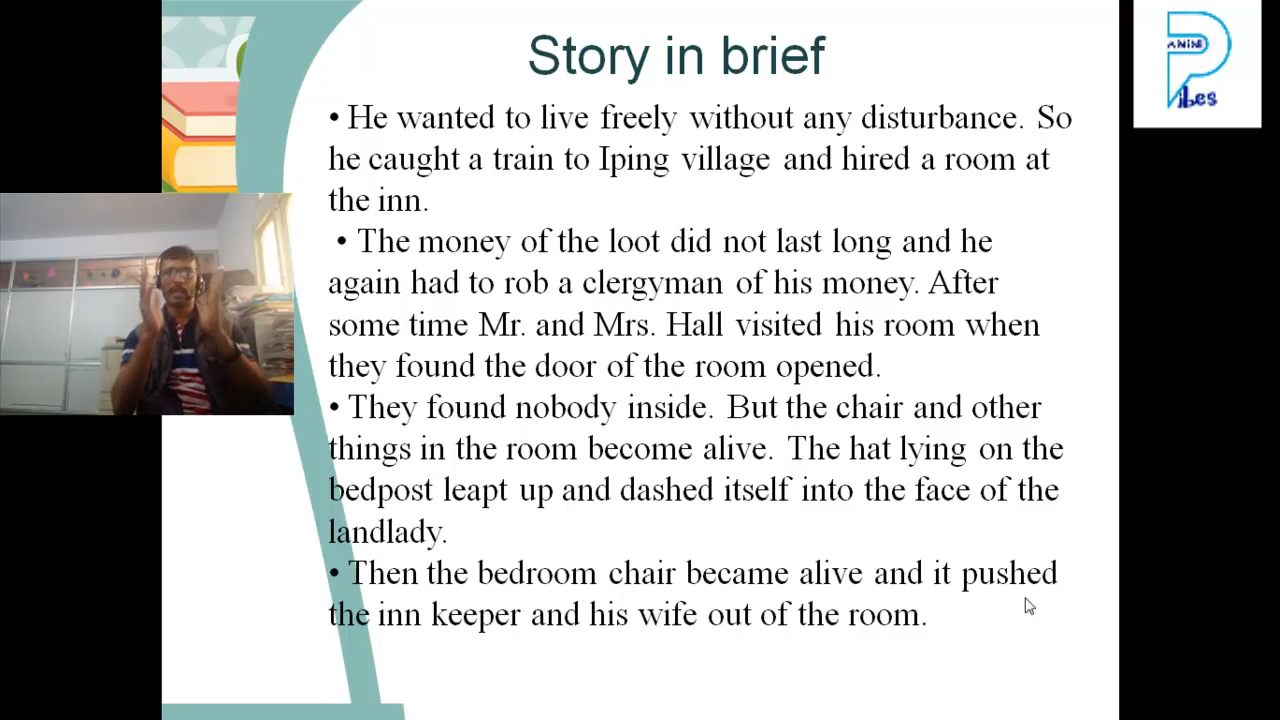 Story in brief
• He wanted to live freely without any disturbance. So
he caught a train to Iping village and hired a room at
the inn.
• The money of the loot did not last long and he
again had to rob a clergyman of his money. After
some time Mr. and Mrs. Hall visited his room when
they found the door of the room opened.
• They found nobody inside. But the chair and other
things in the room become alive. The hat lying on the
bedpost leapt up and dashed itself into the face of the
landlady.
• Then the bedroom chair became alive and it pushed
the inn keeper and his wife out of the room.